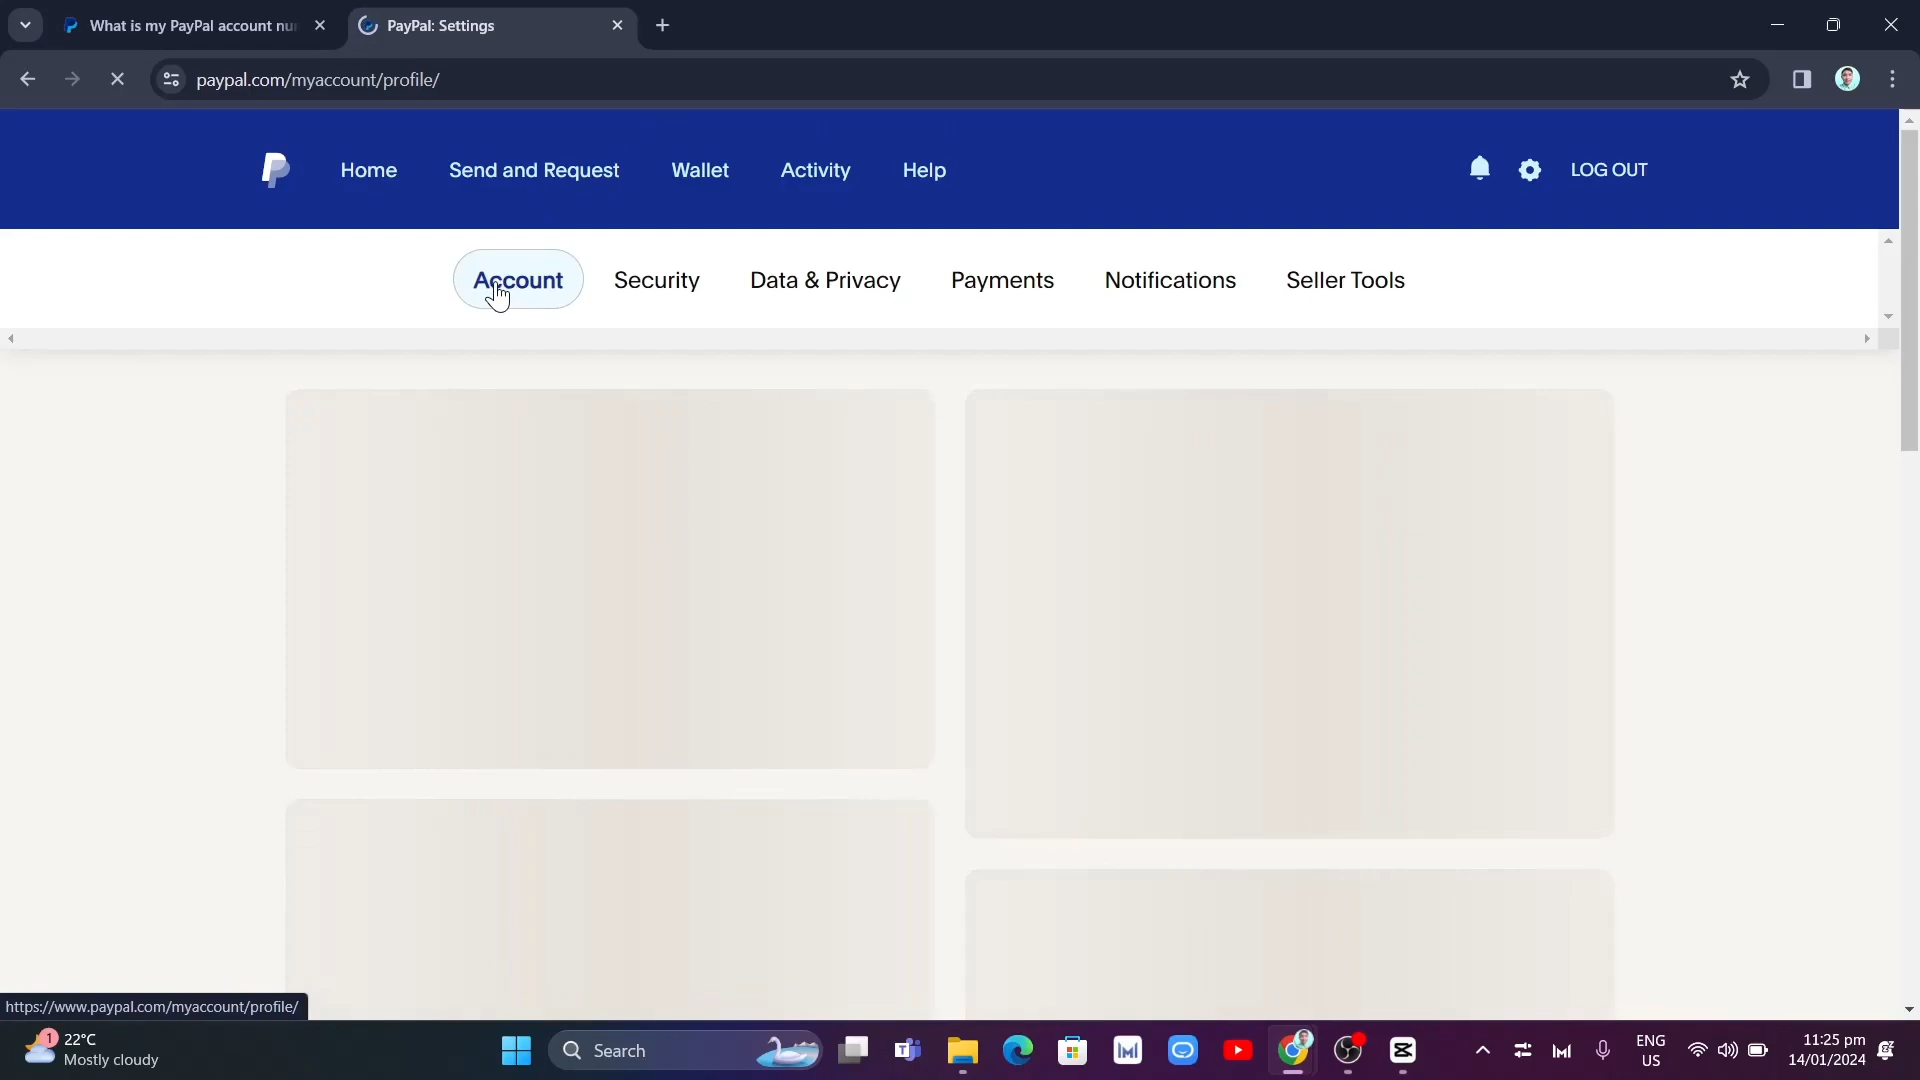 What is my PayPal account nu
PayPal: Settings
paypal.com/myaccount/profile/
Home
Send and Request
Wallet
Activity
Help
LOG OUT
Account
Security
Data & Privacy
Payments
Notifications
Seller Tools
https://www.paypal.com/myaccount/profile/
1
22°C
Mostly cloudy
Search
ENG
US
11:25 pm
14/01/2024